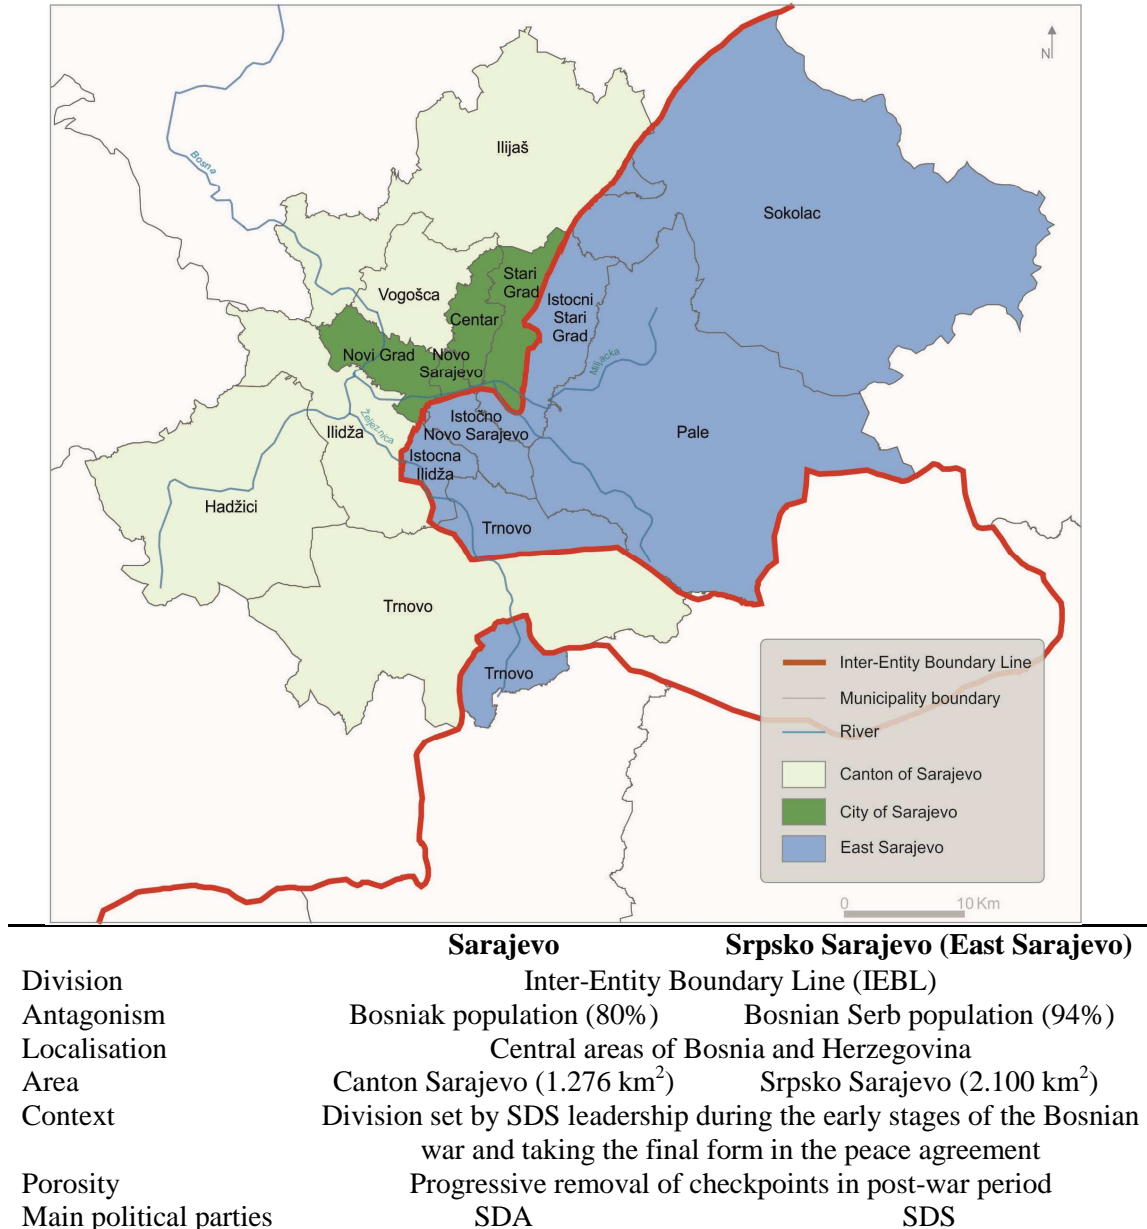 N
Bosna
Ilijaš
Sokolac
Stari
Grad
Vogošca
Istocni
Stari
Grad
Centar
Novi Grad
Novo
Sarajevo
Miljacka
Željeznica
Ilidža
Istočno
Novo Sarajevo
Pale
Istocna
Ilidža
Hadžici
Trnovo
Trnovo
Trnovo
Inter-Entity Boundary Line
Municipality boundary
River
Canton of Sarajevo
City of Sarajevo
East Sarajevo
0 10 Km
Sarajevo Srpsko Sarajevo (East Sarajevo)
Division Inter-Entity Boundary Line (IEBL)
Antagonism Bosniak population (80%) Bosnian Serb population (94%)
Localisation Central areas of Bosnia and Herzegovina
Area Canton Sarajevo (1.276 km²) Srpsko Sarajevo (2.100 km²)
Context Division set by SDS leadership during the early stages of the Bosnian
war and taking the final form in the peace agreement
Porosity Progressive removal of checkpoints in post-war period
Main political parties SDA SDS